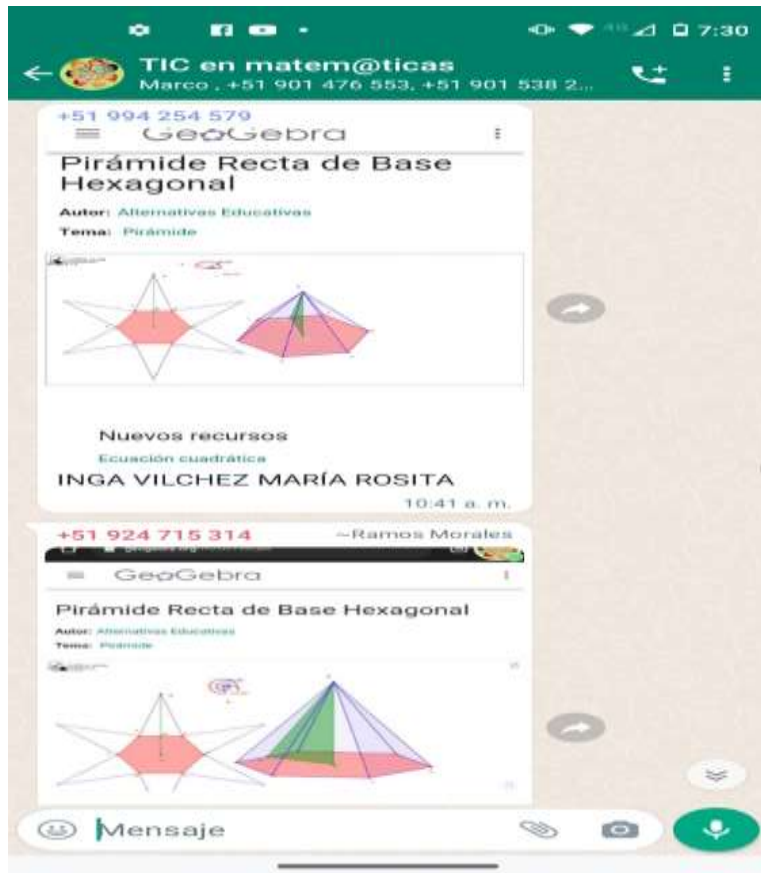 7:30
TIC en matem@ticas
Marco , +51 901 476 553, +51 901 538 2...
+51 994 254 579
GeoGebra
Pirámide Recta de Base
Hexagonal
Autor: Alternativas Educativas
Tema: Pirámide
Nuevos recursos
Ecuación cuadrática
INGA VILCHEZ MARÍA ROSITA
10:41 a. m.
+51 924 715 314 ~Ramos Morales
GeoGebra
Pirámide Recta de Base Hexagonal
Autor: Alternativas Educativas
Tema: Pirámide
Mensaje